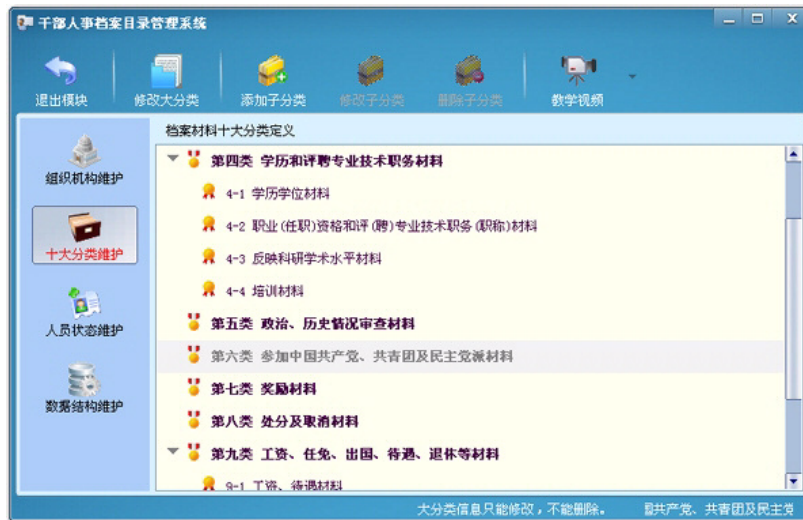 干部人事档案目录管理系统
退出模块
修改大分类
添加子分类
修改子分类
删除子分类
教学视频
组织机构维护
十大分类维护
人员状态维护
数据结构维护
档案材料十大分类定义
第四类 学历和评聘专业技术职务材料
4-1 学历学位材料
4-2 职业(任职)资格和评(聘)专业技术职务(职称)材料
4-3 反映科研学术水平材料
4-4 培训材料
第五类 政治、历史情况审查材料
第六类 参加中国共产党、共青团及民主党派材料
第七类 奖励材料
第八类 处分及取消材料
第九类 工资、任免、出国、待遇、退休等材料
9-1 工资、待遇材料
大分类信息只能修改，不能删除。
共产党、共青团及民主党